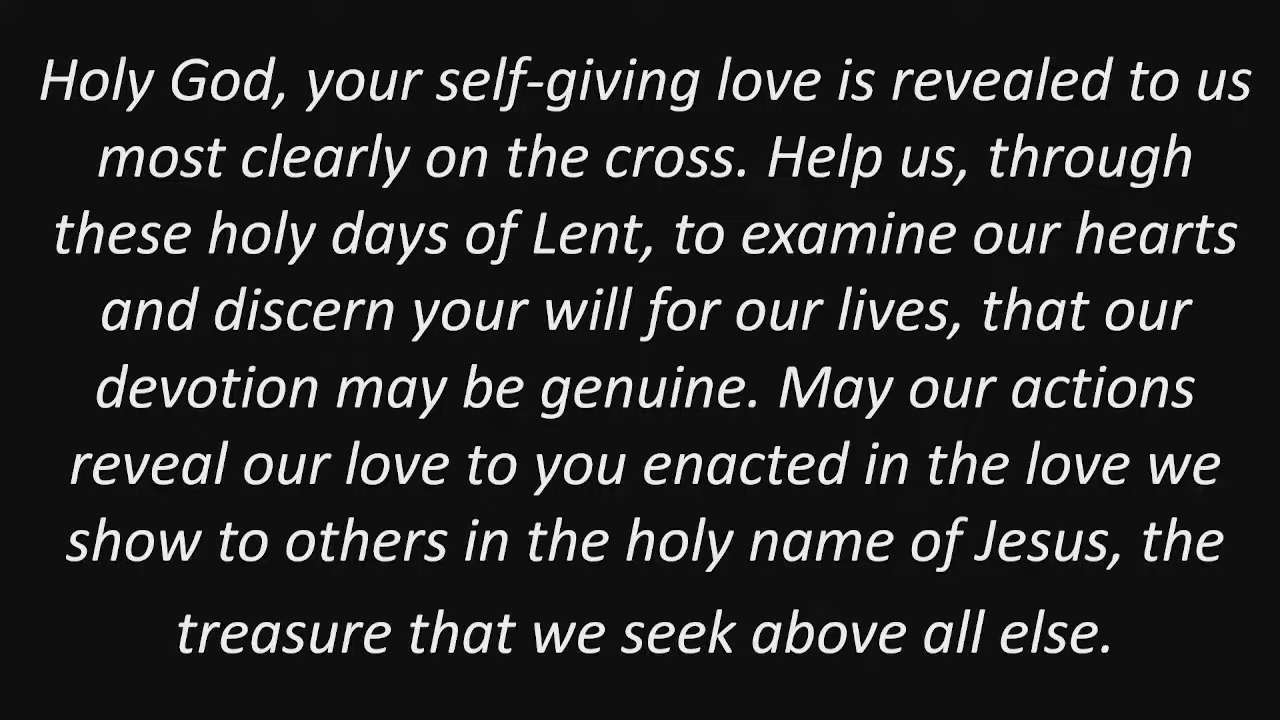 Holy God, your self-giving love is revealed to us
most clearly on the cross. Help us, through
these holy days of Lent, to examine our hearts
and discern your will for our lives, that our
devotion may be genuine. May our actions
reveal our love to you enacted in the love we
show to others in the holy name of Jesus, the
treasure that we seek above all else.